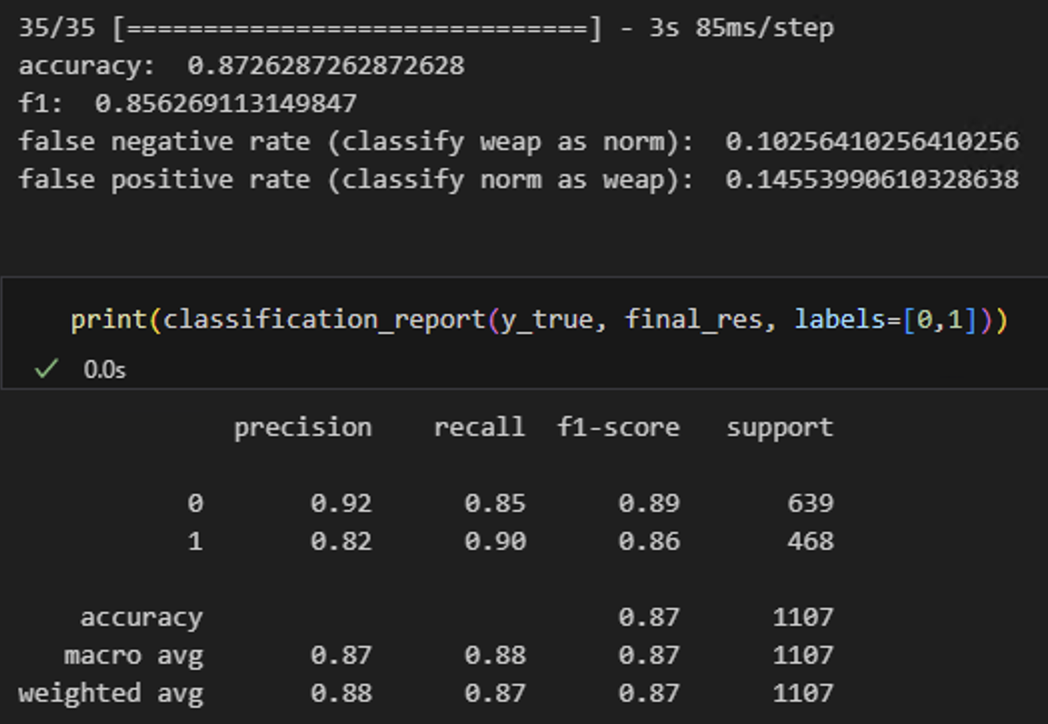 35/35 [==============================] - 3s 85ms/step
accuracy:  0.8726287262872628
f1:  0.856269113149847
false negative rate (classify weap as norm):  0.10256410256410256
false positive rate (classify norm as weap):  0.14553990610328638
print(classification_report(y_true, final_res, labels=[0,1]))
✓ 0.0s
precision    recall  f1-score   support
0       0.92      0.85      0.89       639
1       0.82      0.90      0.86       468
accuracy                           0.87      1107
macro avg       0.87      0.88      0.87      1107
weighted avg       0.88      0.87      0.87      1107